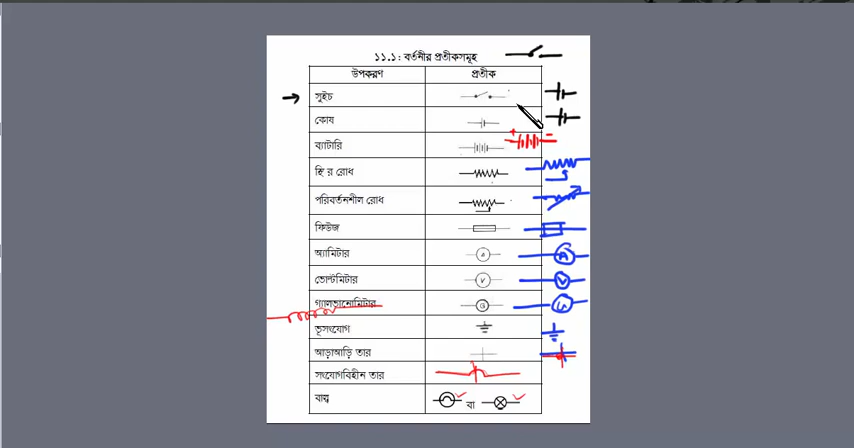 ১১.১: বর্তনীর প্রতীকসমূহ
উপকরণ প্রতীক
সুইচ
কোষ
ব্যাটারি
স্থির রোধ
পরিবর্তনশীল রোধ
ফিউজ
অ্যামিটার A A
ভোল্টমিটার V V
গ্যালভানোমিটার G G
ভূসংযোগ
আড়াআড়ি তার
সংযোগবিহীন তার
বাল্ব বা